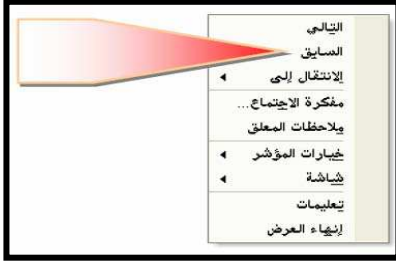 التالي
السابق
الانتقال إلى
مفكرة الاجتماع...
ملاحظات المعلق
خيارات المؤشر
شاشة
تعليمات
إنهاء العرض